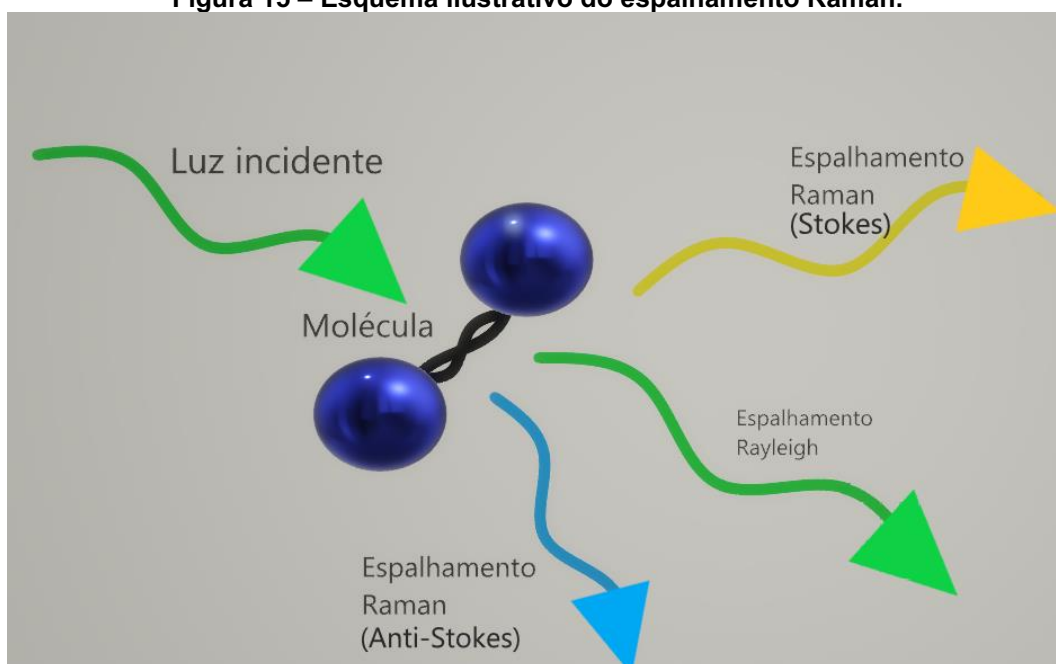 Figura 15 – Esquema ilustrativo do espalhamento Raman.
Luz incidente
Molécula
Espalhamento
Raman
(Stokes)
Espalhamento
Rayleigh
Espalhamento
Raman
(Anti-Stokes)